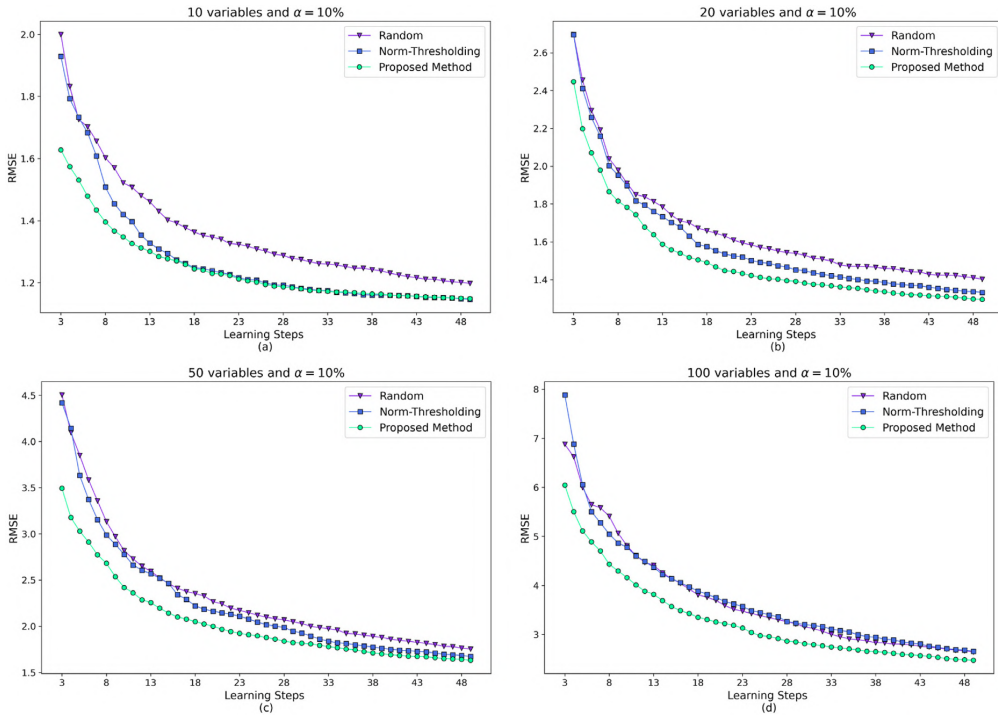 10 variables and α = 10%
2.0
1.8
1.6
1.4
1.2
RMSE
Random
Norm-Thresholding
Proposed Method
3 8 13 18 23 28 33 38 43 48
Learning Steps
(a)
20 variables and α = 10%
2.6
2.4
2.2
2.0
1.8
1.6
1.4
RMSE
Random
Norm-Thresholding
Proposed Method
3 8 13 18 23 28 33 38 43 48
Learning Steps
(b)
50 variables and α = 10%
4.5
4.0
3.5
3.0
2.5
2.0
1.5
RMSE
Random
Norm-Thresholding
Proposed Method
3 8 13 18 23 28 33 38 43 48
Learning Steps
(c)
100 variables and α = 10%
8
7
6
5
4
3
RMSE
Random
Norm-Thresholding
Proposed Method
3 8 13 18 23 28 33 38 43 48
Learning Steps
(d)